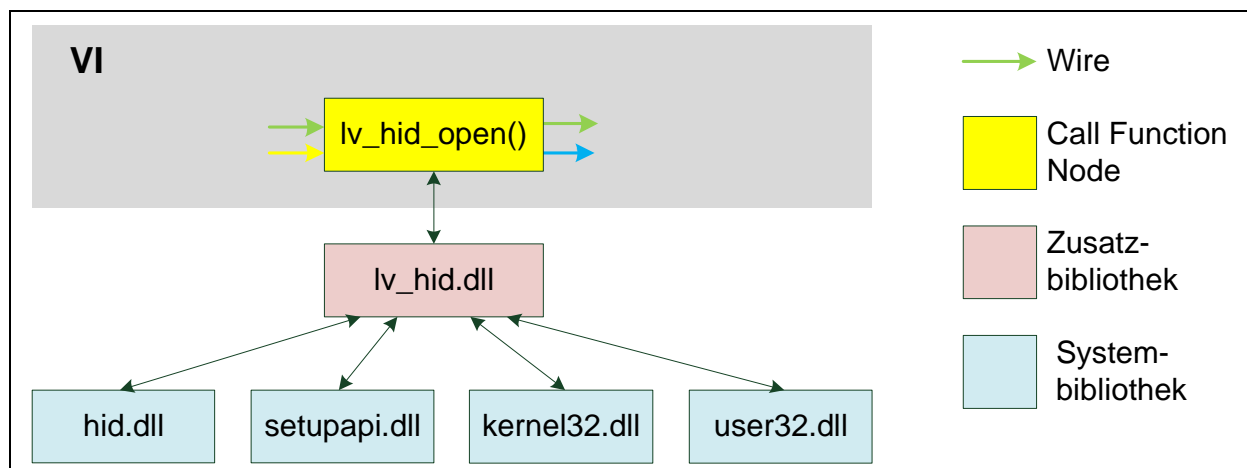 VI
lv_hid_open()
lv_hid.dll
hid.dll
setupapi.dll
kernel32.dll
user32.dll
Wire
Call Function
Node
Zusatz-
bibliothek
System-
bibliothek